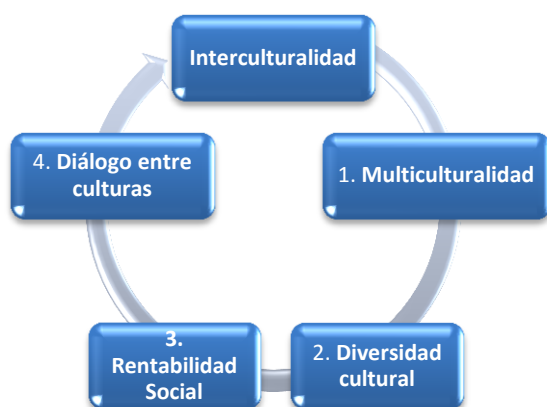 Interculturalidad
1. Multiculturalidad
2. Diversidad
cultural
3.
Rentabilidad
Social
4. Diálogo entre
culturas